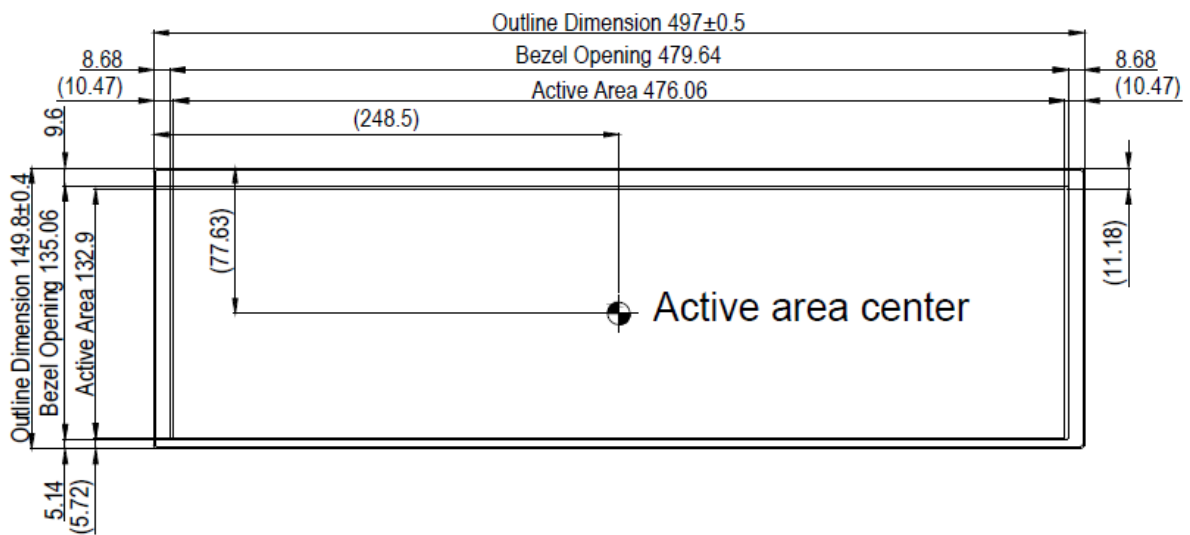 Outline Dimension 497±0.5
8.68
Bezel Opening 479.64
8.68
(10.47)
Active Area 476.06
(10.47)
9.6
(248.5)
Outline Dimension 149.8±0.4
Bezel Opening 135.06
Active Area 132.9
(77.63)
(11.18)
Active area center
5.14
(5.72)